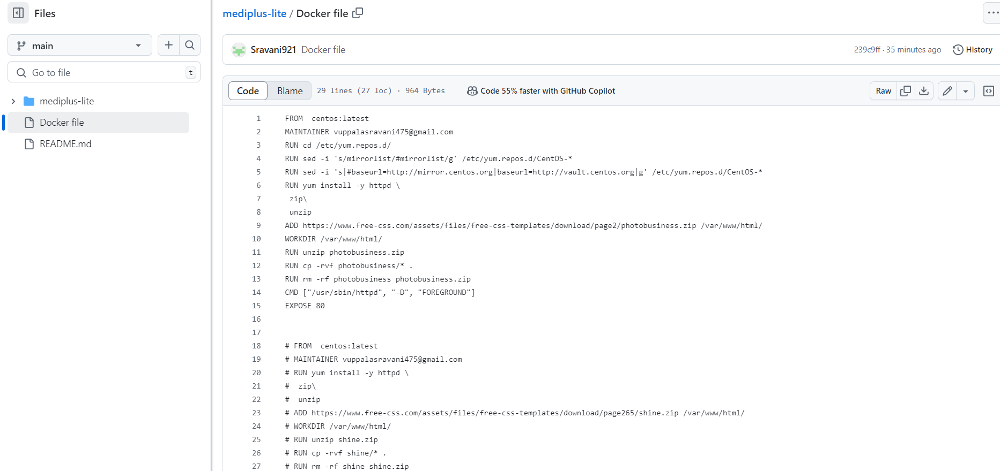 Files
main
Go to file
t
mediplus-lite
Docker file
README.md
mediplus-lite / Docker file
Sravani921 Docker file
239c9ff · 35 minutes ago
History
Code
Blame
29 lines (27 loc) · 964 Bytes
Code 55% faster with GitHub Copilot
Raw
1 FROM  centos:latest
2 MAINTAINER vuppalasravani475@gmail.com
3 RUN cd /etc/yum.repos.d/
4 RUN sed -i 's/mirrorlist/#mirrorlist/g' /etc/yum.repos.d/CentOS-*
5 RUN sed -i 's|#baseurl=http://mirror.centos.org|baseurl=http://vault.centos.org|g' /etc/yum.repos.d/CentOS-*
6 RUN yum install -y httpd \
7  zip\
8  unzip
9 ADD https://www.free-css.com/assets/files/free-css-templates/download/page2/photobusiness.zip /var/www/html/
10 WORKDIR /var/www/html/
11 RUN unzip photobusiness.zip
12 RUN cp -rvf photobusiness/* .
13 RUN rm -rf photobusiness photobusiness.zip
14 CMD ["/usr/sbin/httpd", "-D", "FOREGROUND"]
15 EXPOSE 80
16
17
18 # FROM  centos:latest
19 # MAINTAINER vuppalasravani475@gmail.com
20 # RUN yum install -y httpd \
21 #  zip\
22 #  unzip
23 # ADD https://www.free-css.com/assets/files/free-css-templates/download/page265/shine.zip /var/www/html/
24 # WORKDIR /var/www/html/
25 # RUN unzip shine.zip
26 # RUN cp -rvf shine/* .
27 # RUN rm -rf shine shine.zip